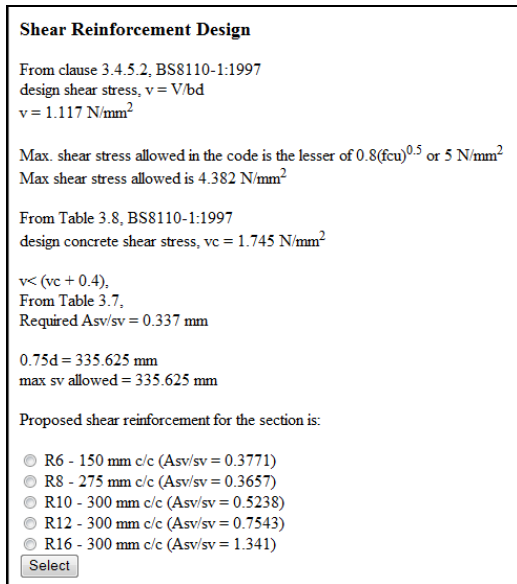 Shear Reinforcement Design
From clause 3.4.5.2, BS8110-1:1997
design shear stress, v = V/bd
v = 1.117 N/mm²
Max. shear stress allowed in the code is the lesser of 0.8(fcu)⁰·⁵ or 5 N/mm²
Max shear stress allowed is 4.382 N/mm²
From Table 3.8, BS8110-1:1997
design concrete shear stress, vc = 1.745 N/mm²
v< (vc + 0.4),
From Table 3.7,
Required Asv/sv = 0.337 mm
0.75d = 335.625 mm
max sv allowed = 335.625 mm
Proposed shear reinforcement for the section is:
R6 - 150 mm c/c (Asv/sv = 0.3771)
R8 - 275 mm c/c (Asv/sv = 0.3657)
R10 - 300 mm c/c (Asv/sv = 0.5238)
R12 - 300 mm c/c (Asv/sv = 0.7543)
R16 - 300 mm c/c (Asv/sv = 1.341)
Select